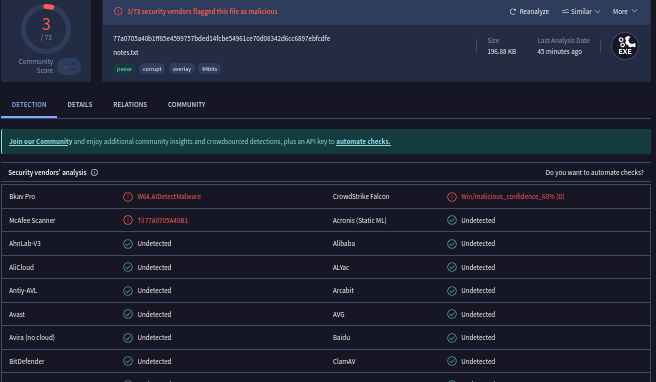 3
/ 73
Community
Score
3/73 security vendors flagged this file as malicious
Reanalyze
Similar
More
notes.txt
peexe
corrupt
overlay
64bits
Size
196.88 KB
Last Analysis Date
45 minutes ago
EXE
DETECTION
DETAILS
RELATIONS
COMMUNITY
Join our Community and enjoy additional community insights and crowdsourced detections, plus an API key to automate checks.
Security vendors' analysis
Do you want to automate checks?
Bkav Pro W64.AIDetectMalware CrowdStrike Falcon Win/malicious_confidence_60% (D)
McAfee Scanner Ti!77A0705A40B1 Acronis (Static ML) Undetected
AhnLab-V3 Undetected Alibaba Undetected
AliCloud Undetected ALYac Undetected
Antiy-AVL Undetected Arcabit Undetected
Avast Undetected AVG Undetected
Avira (no cloud) Undetected Baidu Undetected
BitDefender Undetected ClamAV Undetected